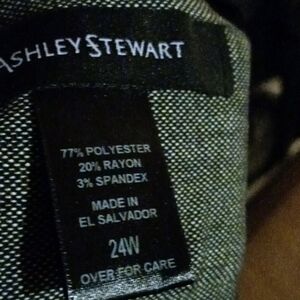 ASHLEY STEWART
77% POLYESTER
20% RAYON
3% SPANDEX
MADE IN
EL SALVADOR
24W
OVER FOR CARE